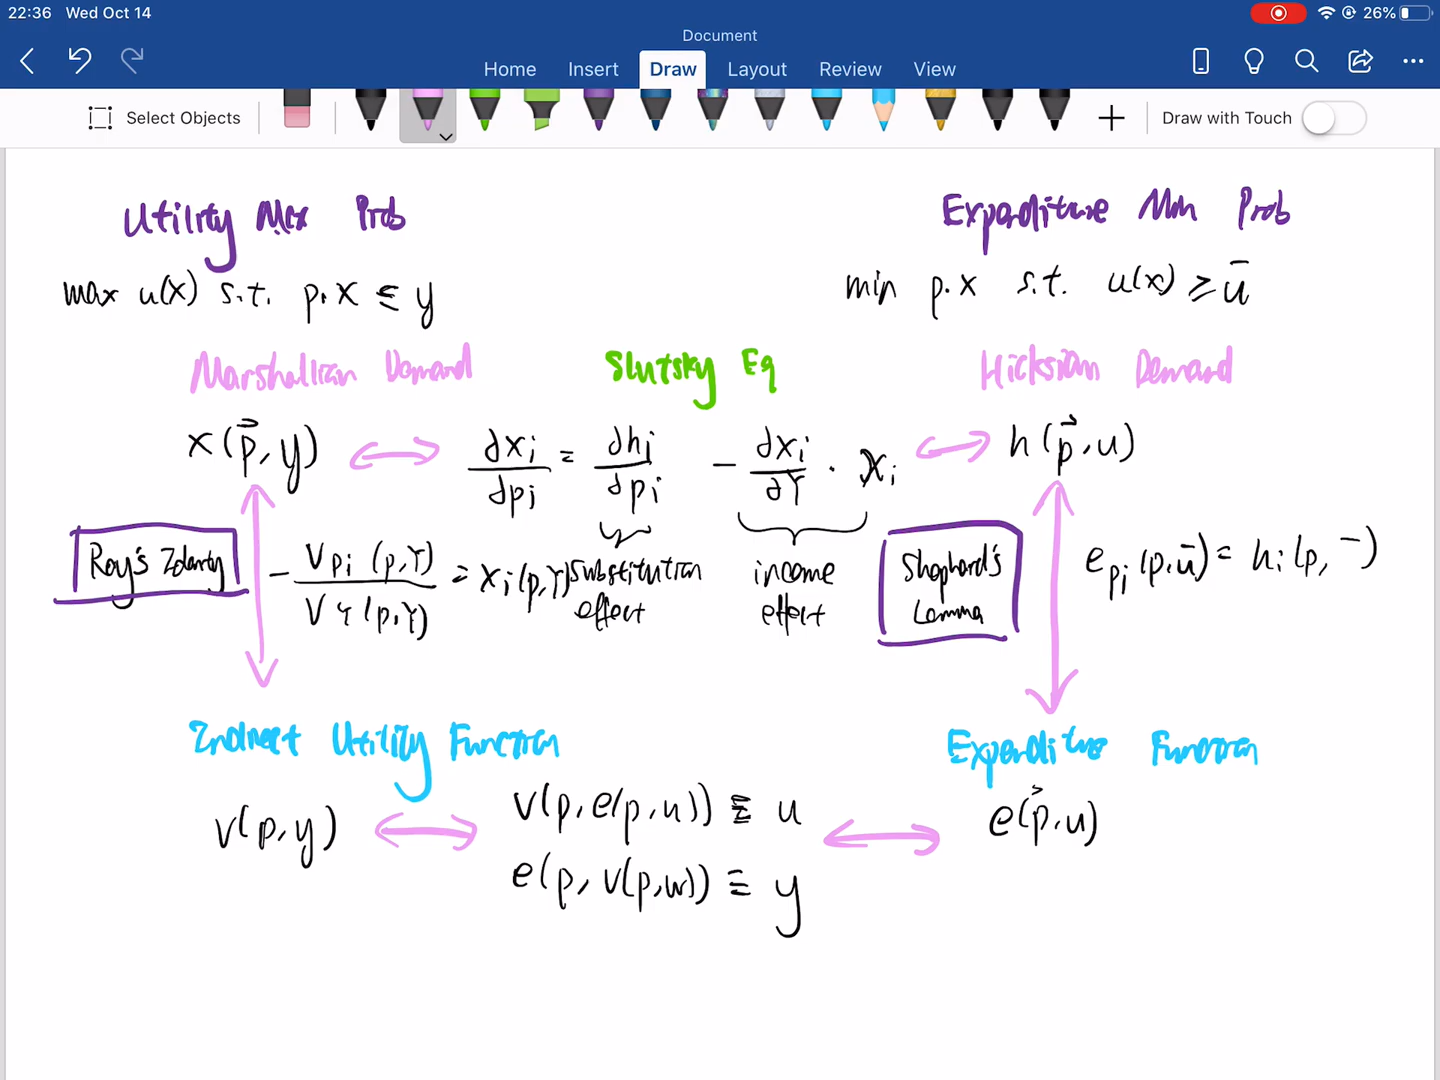 22:36 Wed Oct 14
26%
Document
Home Insert Draw Layout Review View
Select Objects
Draw with Touch
Utility Max Prob
Expenditure Min Prob
max u(x) s.t. p·x ≤ y
min p·x s.t. u(x) ≥ ū
Marshallian Demand
Slutsky Eq
Hicksian Demand
x(p⃗, y)
∂xi/∂pi = ∂hi/∂pi − ∂xi/∂Y · xi
h(p⃗, u)
Roy's Identity
− Vpi (p,Y) / VY (p,Y) = xi(p,Y)
substitution effect
income effect
Shephard's Lemma
epi(p,ū) = hi(p, ‾)
Indirect Utility Function
Expenditure Function
v(p, y)
v(p, e(p, u)) ≡ u
e(p⃗, u)
e(p, v(p,w)) ≡ y